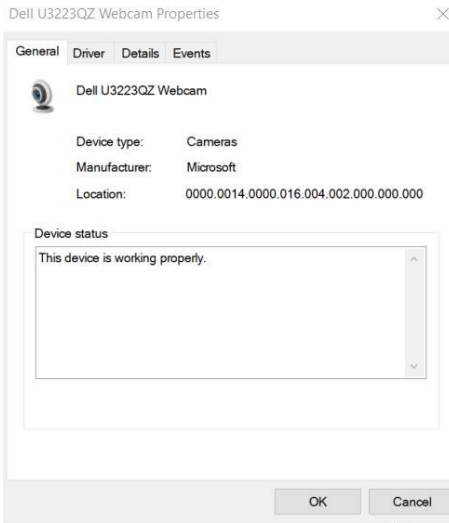 Dell U3223QZ Webcam Properties
General Driver Details Events
Dell U3223QZ Webcam
Device type: Cameras
Manufacturer: Microsoft
Location: 0000.0014.0000.016.004.002.000.000.000
Device status
This device is working properly.
OK Cancel